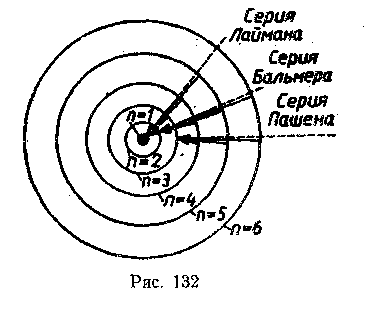 Серия
Лаймана
Серия
Бальмера
Серия
Пашена
n=1
n=2
n=3
n=4
n=5
n=6
Рис. 132